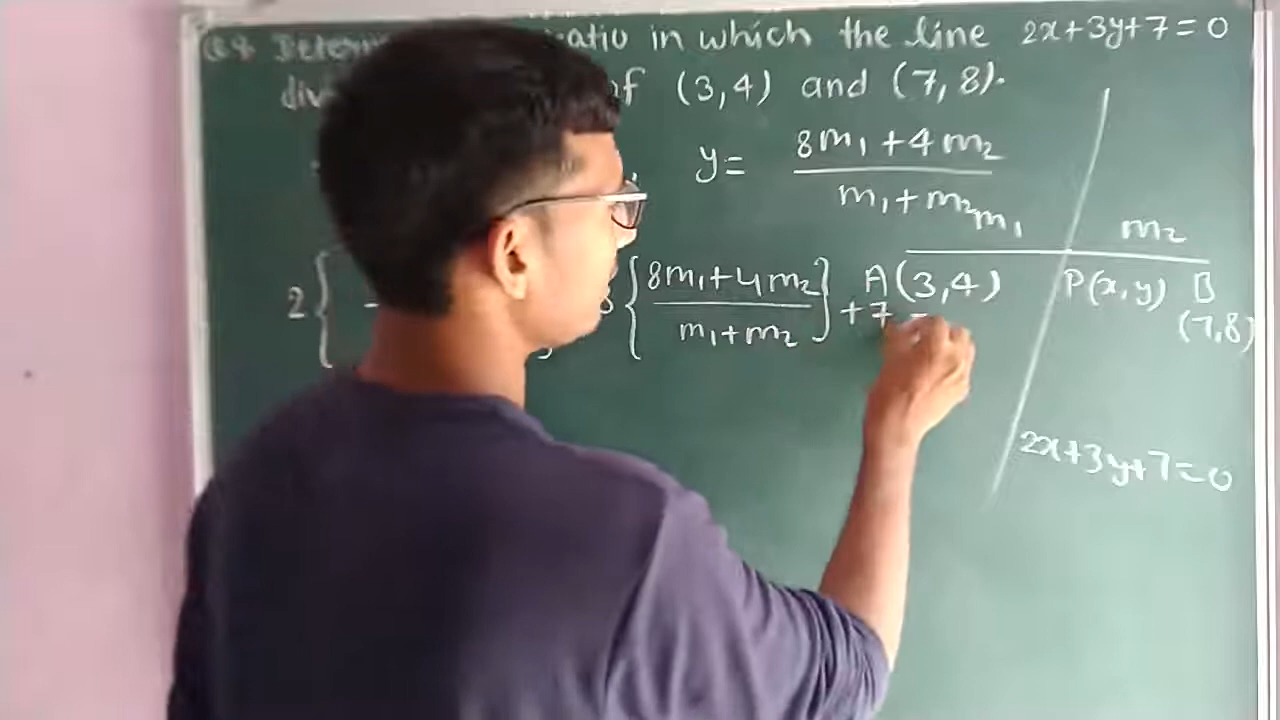 Q4 Determi ratio in which the line 2x+3y+7=0
div of (3,4) and (7,8).
y= (8m₁+4m₂)/(m₁+m₂)
m₁ m₂
2{ {(8m₁+4m₂)/(m₁+m₂)} +7 =
A(3,4) P(x,y) B
(7,8)
2x+3y+7=0